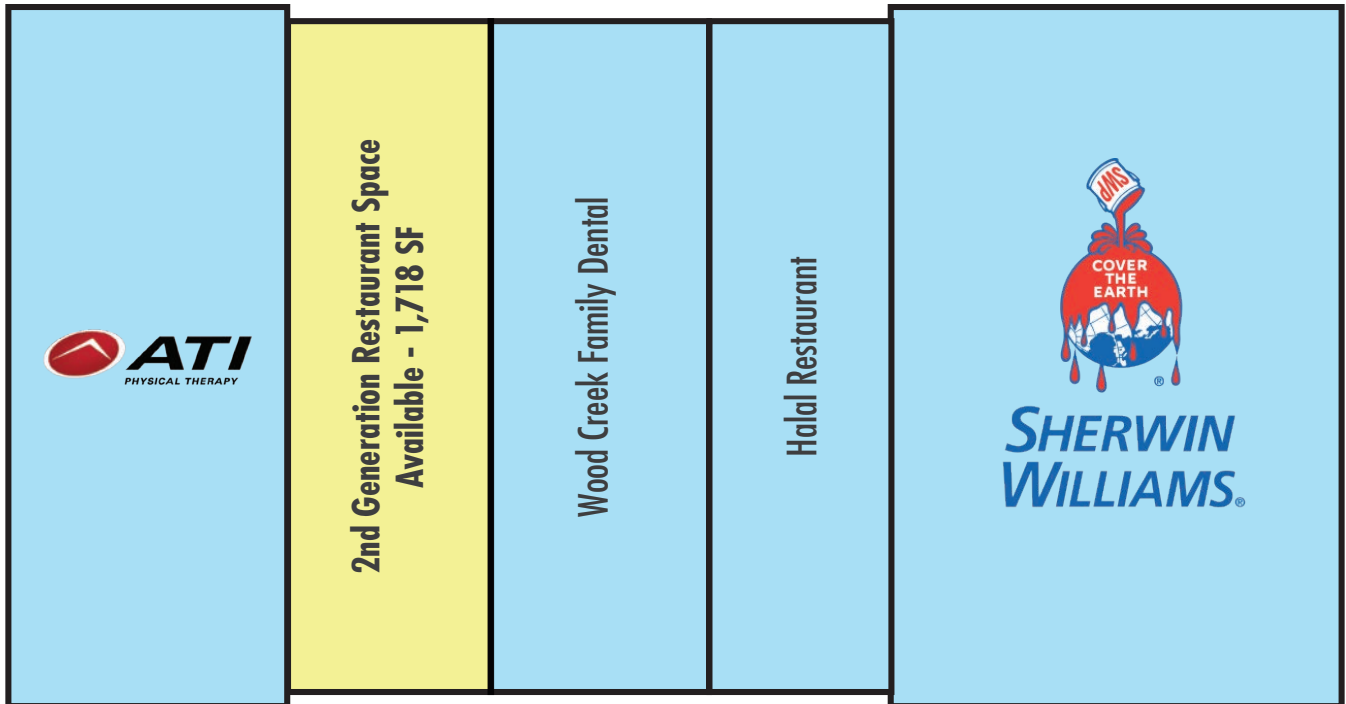 ATI
PHYSICAL THERAPY
2nd Generation Restaurant Space
Available - 1,718 SF
Wood Creek Family Dental
Halal Restaurant
SWP
COVER
THE
EARTH
®
SHERWIN
WILLIAMS®